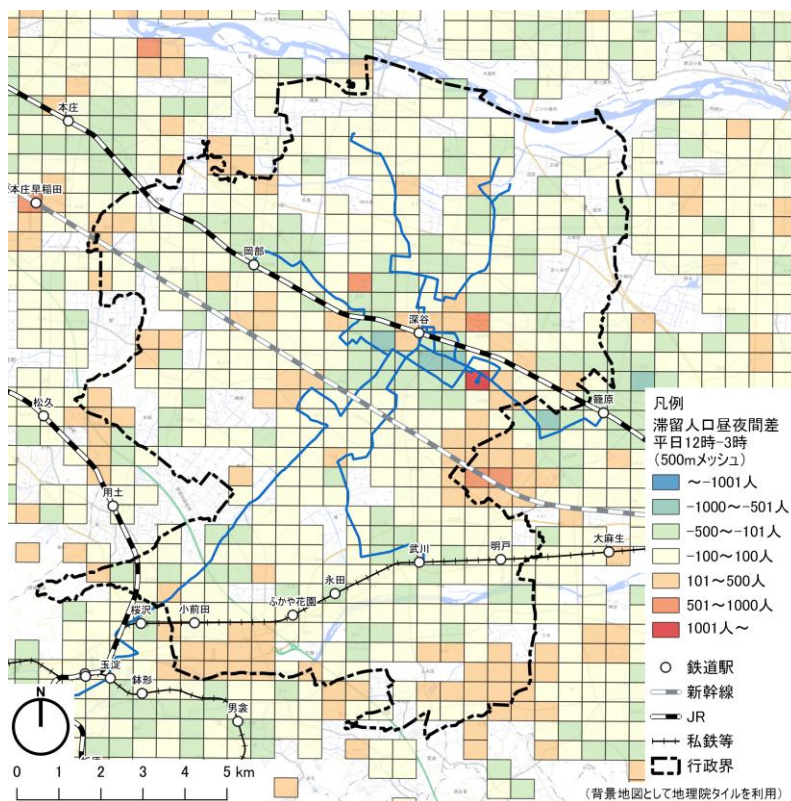 本庄
本庄早稲田
岡部
深谷
籠原
松久
用土
武川
明戸
大麻生
永田
ふかや花園
桜沢
小前田
玉淀
鉢形
男衾
凡例
滞留人口昼夜間差
平日12時-3時
(500mメッシュ)
~-1001人
-1000~-501人
-500~-101人
-100~100人
101~500人
501~1000人
1001人~
鉄道駅
新幹線
JR
私鉄等
行政界
N
0 1 2 3 4 5 km
(背景地図として地理院タイルを利用)